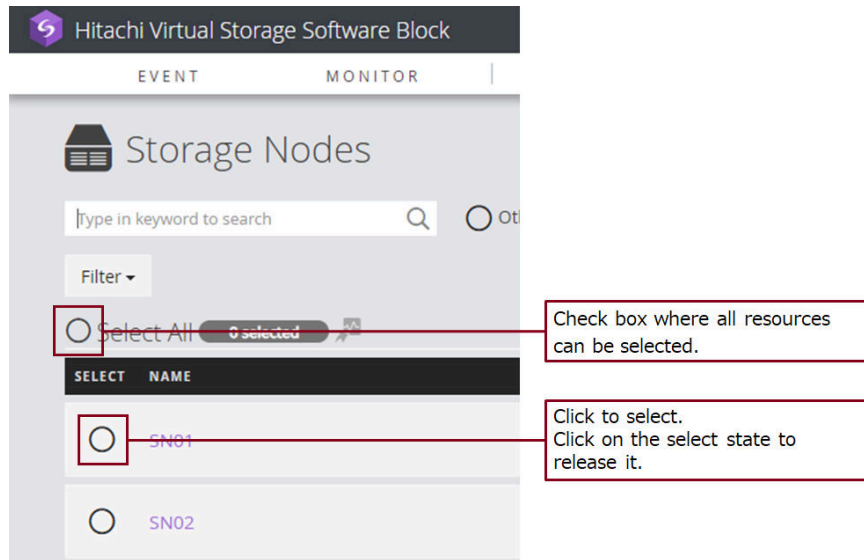 Hitachi Virtual Storage Software Block
EVENT MONITOR
Storage Nodes
Type in keyword to search
Filter
Select All 0 selected
SELECT NAME
SN01
SN02
Check box where all resources
can be selected.
Click to select.
Click on the select state to
release it.